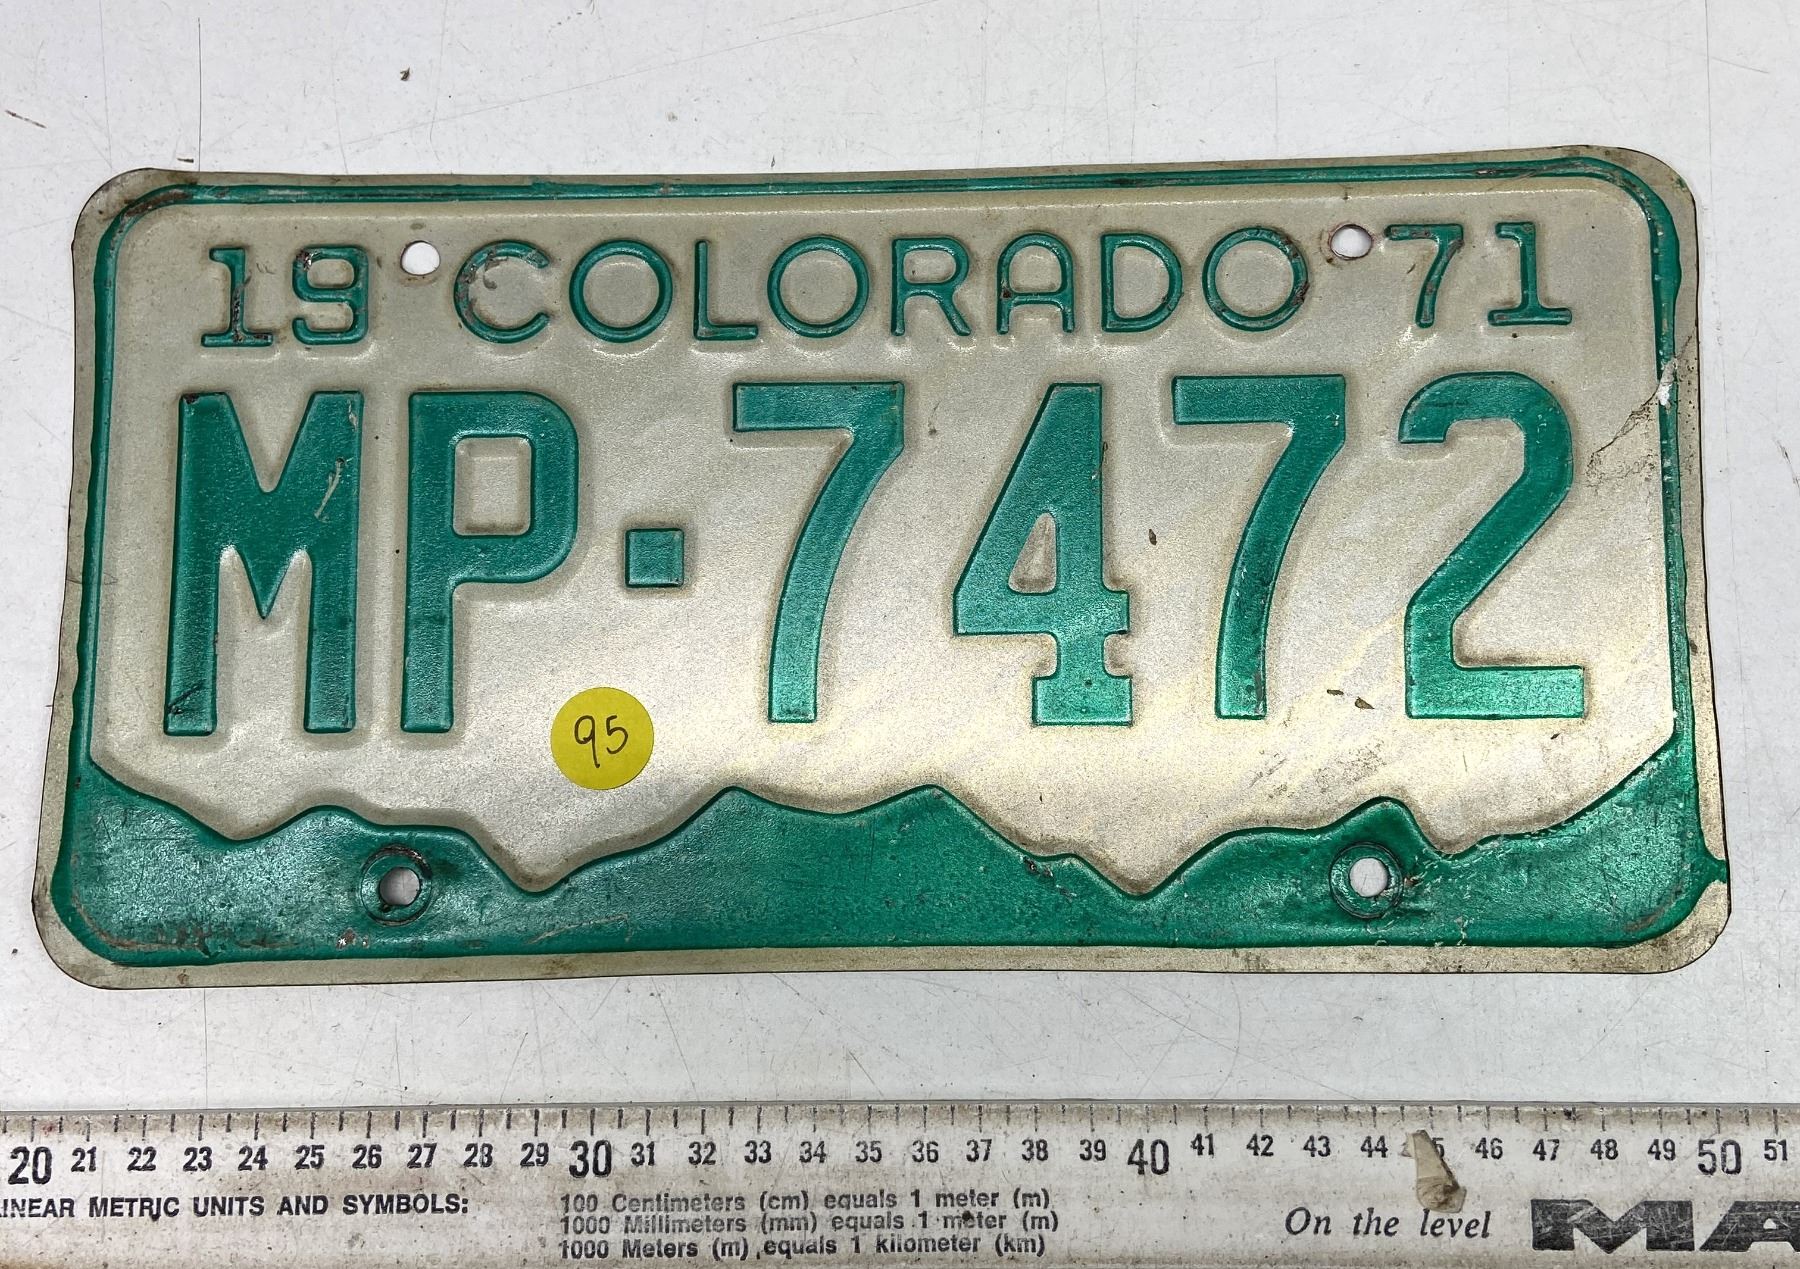 19 COLORADO 71
MP-7472
95
20 21 22 23 24 25 26 27 28 29 30 31 32 33 34 35 36 37 38 39 40 41 42 43 44 46 47 48 49 50 51
LINEAR METRIC UNITS AND SYMBOLS:
100 Centimeters (cm) equals 1 meter (m)
1000 Millimeters (mm) equals 1 meter (m)
1000 Meters (m) equals 1 kilometer (km)
On the level
MA